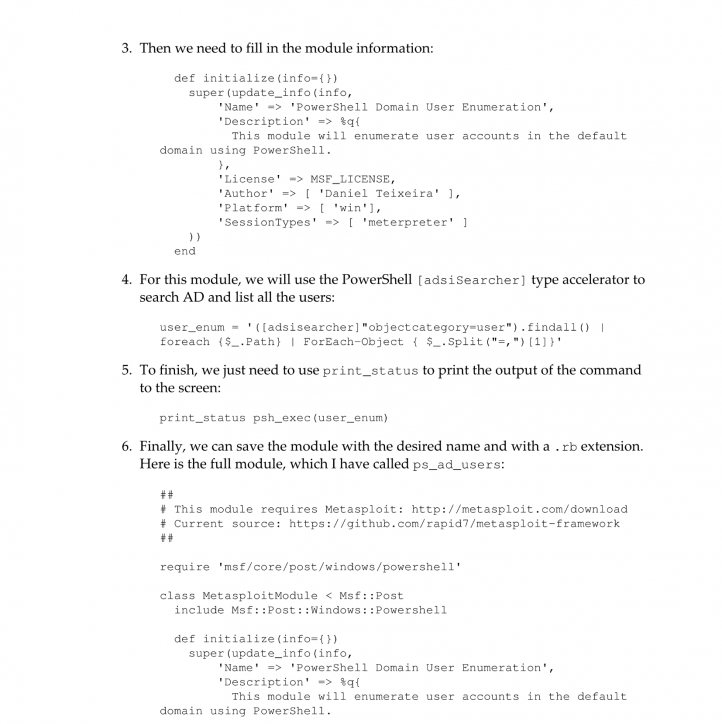 3. Then we need to fill in the module information:
def initialize(info={})
super(update_info(info,
'Name' => 'PowerShell Domain User Enumeration',
'Description' => %q{
This module will enumerate user accounts in the default
domain using PowerShell.
},
'License' => MSF_LICENSE,
'Author' => [ 'Daniel Teixeira' ],
'Platform' => [ 'win'],
'SessionTypes' => [ 'meterpreter' ]
))
end
4. For this module, we will use the PowerShell [adsiSearcher] type accelerator to
search AD and list all the users:
user_enum = '([adsisearcher]"objectcategory=user").findall() |
foreach {$_.Path} | ForEach-Object { $_.Split("=,")[1]}'
5. To finish, we just need to use print_status to print the output of the command
to the screen:
print_status psh_exec(user_enum)
6. Finally, we can save the module with the desired name and with a .rb extension.
Here is the full module, which I have called ps_ad_users:
##
# This module requires Metasploit: http://metasploit.com/download
# Current source: https://github.com/rapid7/metasploit-framework
##
require 'msf/core/post/windows/powershell'
class MetasploitModule < Msf::Post
include Msf::Post::Windows::Powershell
def initialize(info={})
super(update_info(info,
'Name' => 'PowerShell Domain User Enumeration',
'Description' => %q{
This module will enumerate user accounts in the default
domain using PowerShell.